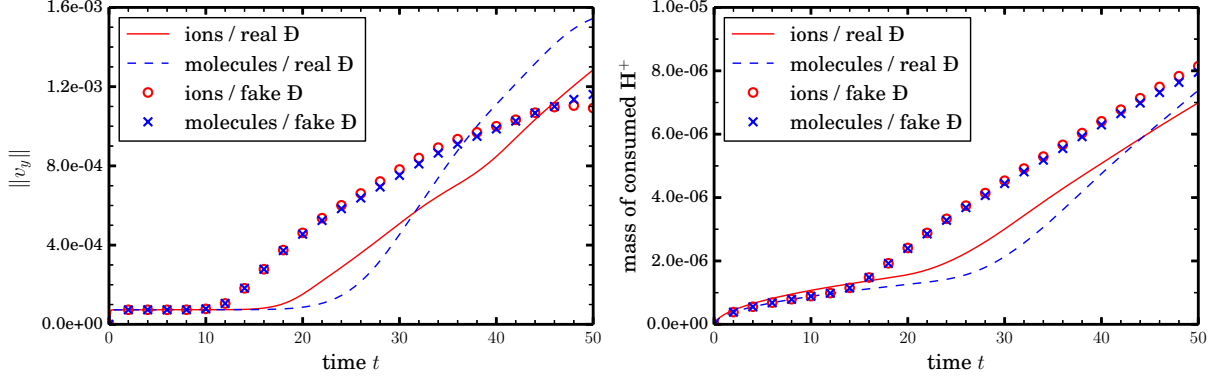 1.6e-03
1.2e-03
8.0e-04
4.0e-04
0.0e+00
||v_y||
ions / real Đ
molecules / real Đ
ions / fake Đ
molecules / fake Đ
0 10 20 30 40 50
time t
1.0e-05
8.0e-06
6.0e-06
4.0e-06
2.0e-06
0.0e+00
mass of consumed H⁺
ions / real Đ
molecules / real Đ
ions / fake Đ
molecules / fake Đ
0 10 20 30 40 50
time t